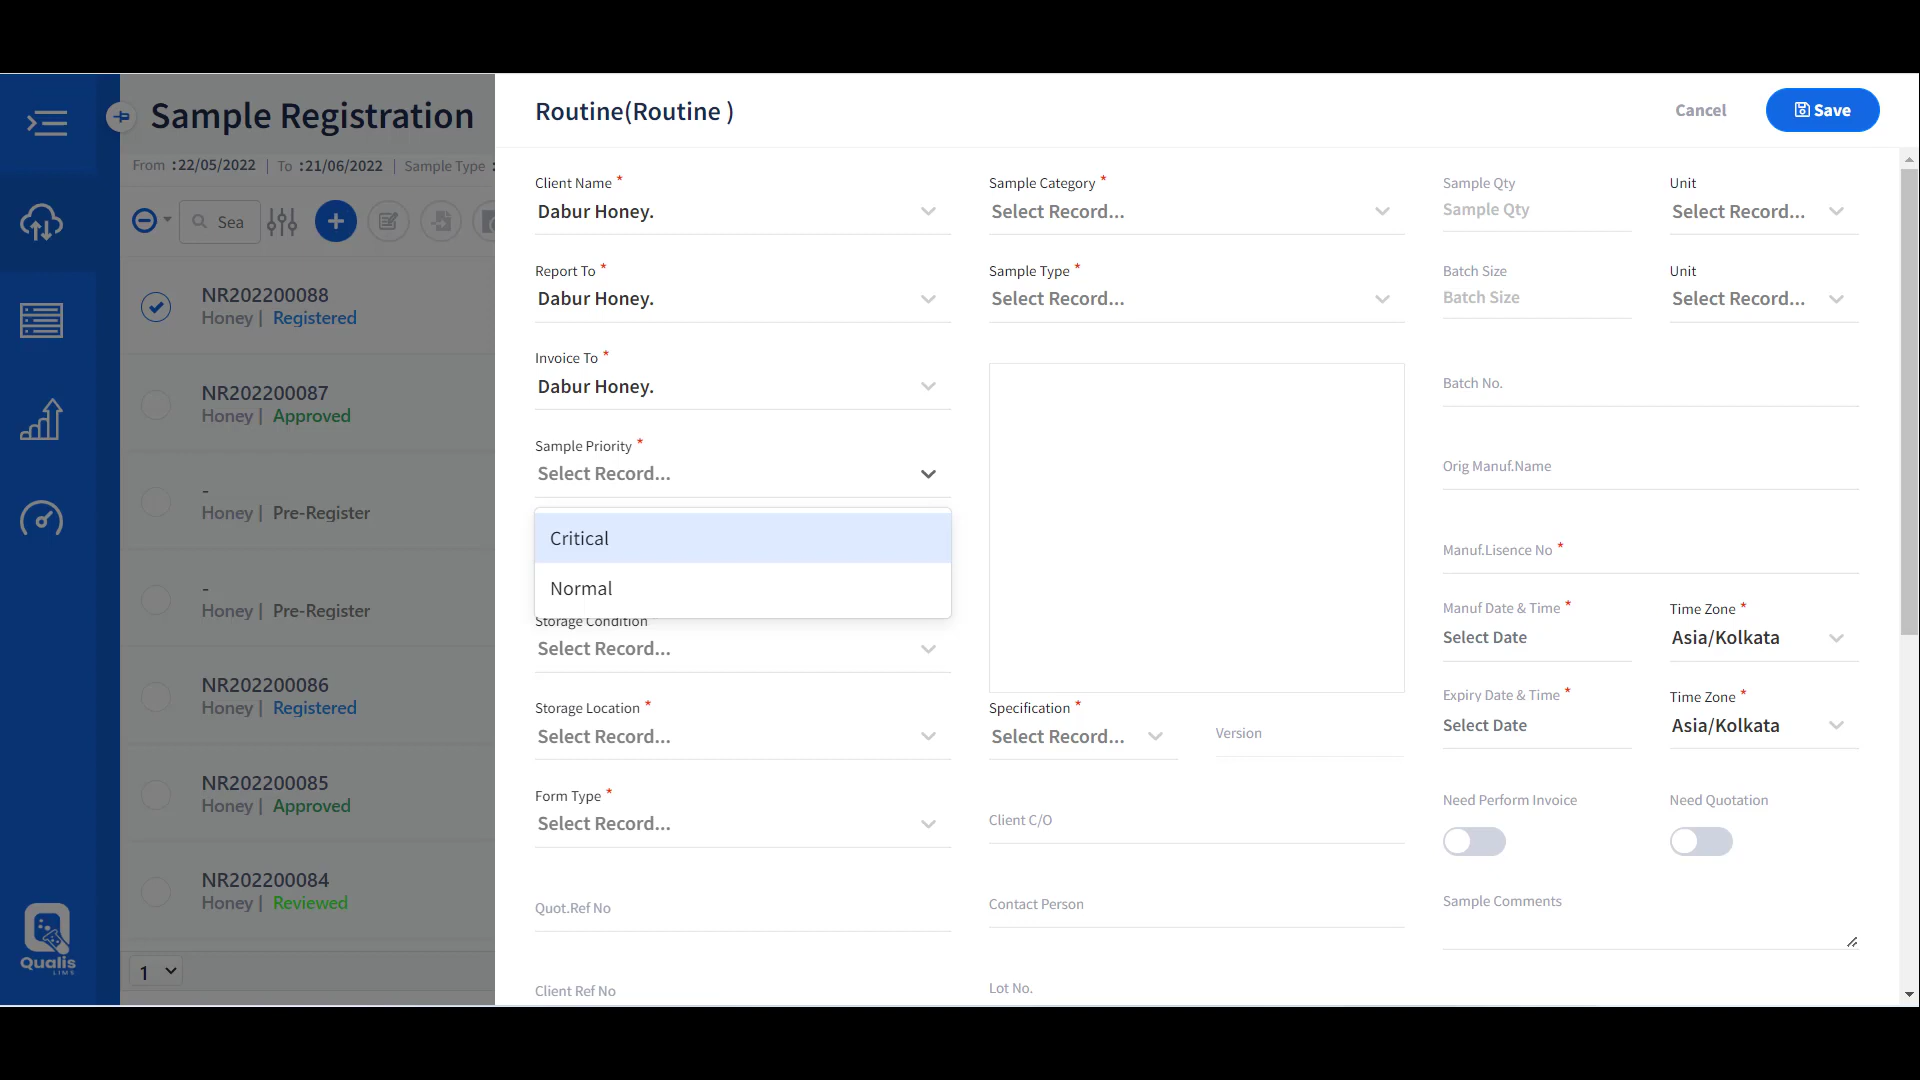 Sample Registration
From : 22/05/2022 | To : 21/06/2022 | Sample Type :
Sea
NR202200088
Honey | Registered
NR202200087
Honey | Approved
-
Honey | Pre-Register
-
Honey | Pre-Register
NR202200086
Honey | Registered
NR202200085
Honey | Approved
NR202200084
Honey | Reviewed
1
Qualis
LIMS
Routine(Routine )
Cancel
Save
Client Name *
Dabur Honey.
Report To *
Dabur Honey.
Invoice To *
Dabur Honey.
Sample Priority *
Select Record...
Critical
Normal
Storage Condition
Select Record...
Storage Location *
Select Record...
Form Type *
Select Record...
Quot.Ref No
Client Ref No
Sample Category *
Select Record...
Sample Type *
Select Record...
Specification *
Select Record...
Version
Client C/O
Contact Person
Lot No.
Sample Qty
Sample Qty
Unit
Select Record...
Batch Size
Batch Size
Unit
Select Record...
Batch No.
Orig Manuf.Name
Manuf.Lisence No *
Manuf Date & Time *
Select Date
Time Zone *
Asia/Kolkata
Expiry Date & Time *
Select Date
Time Zone *
Asia/Kolkata
Need Perform Invoice
Need Quotation
Sample Comments